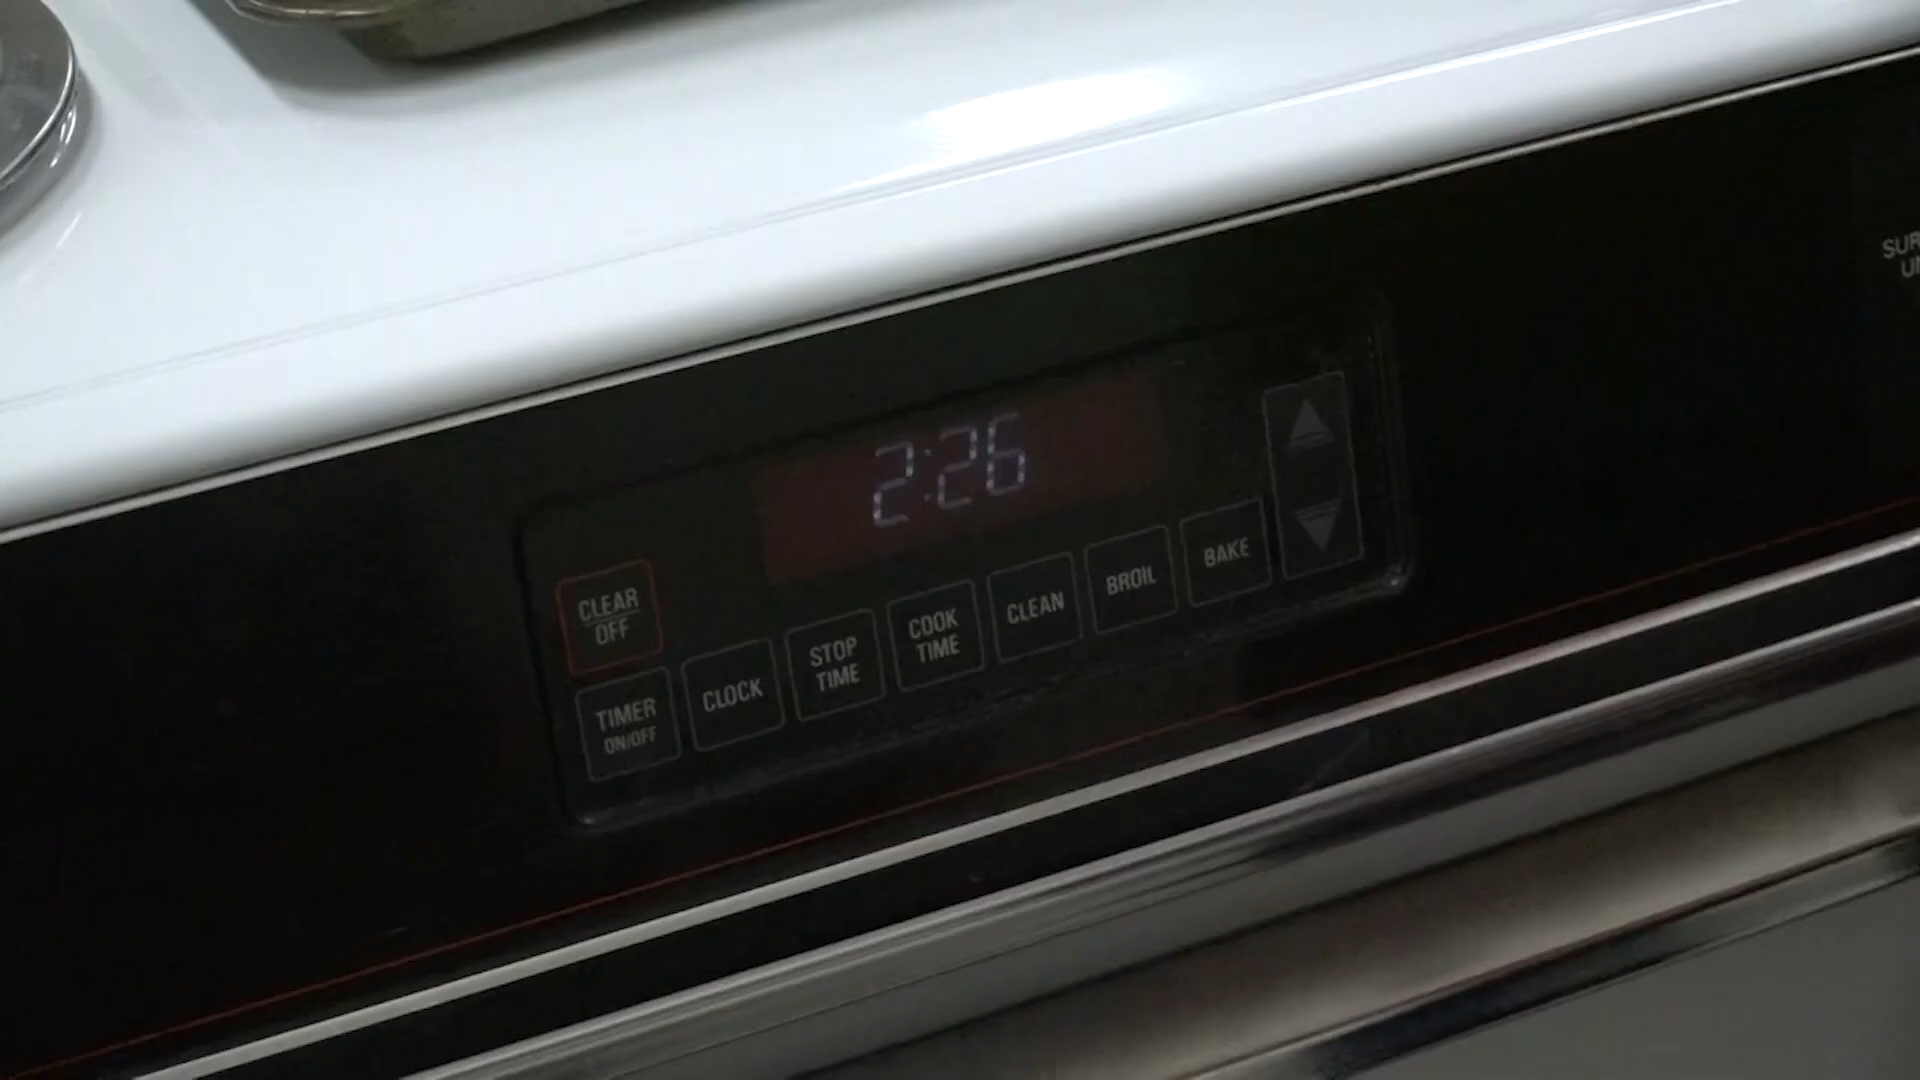 2:26
CLEAR
OFF
TIMER
ON/OFF
CLOCK
STOP
TIME
COOK
TIME
CLEAN
BROIL
BAKE